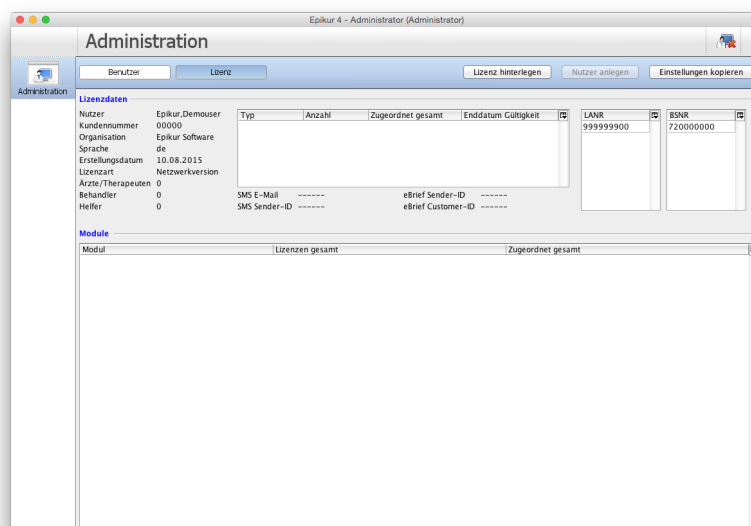 Epikur 4 - Administrator (Administrator)
Administration
Administration
Benutzer Lizenz Lizenz hinterlegen Nutzer anlegen Einstellungen kopieren
Lizenzdaten
Nutzer Epikur,Demouser
Kundennummer 00000
Organisation Epikur Software
Sprache de
Erstellungsdatum 10.08.2015
Lizenzart Netzwerkversion
Ärzte/Therapeuten 0
Behandler 0
Helfer 0
Typ Anzahl Zugeordnet gesamt Enddatum Gültigkeit
SMS E-Mail ------ eBrief Sender-ID ------
SMS Sender-ID ------ eBrief Customer-ID ------
LANR
999999900
BSNR
720000000
Module
Modul Lizenzen gesamt Zugeordnet gesamt